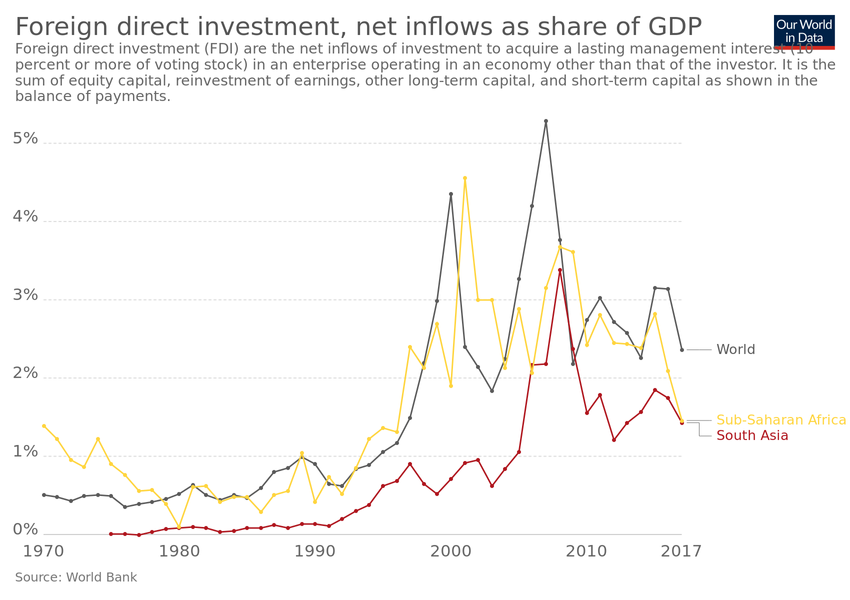 Foreign direct investment, net inflows as share of GDP
Our World
in Data
Foreign direct investment (FDI) are the net inflows of investment to acquire a lasting management interest (10
percent or more of voting stock) in an enterprise operating in an economy other than that of the investor. It is the
sum of equity capital, reinvestment of earnings, other long-term capital, and short-term capital as shown in the
balance of payments.
5%
4%
3%
2%
1%
0%
World
Sub-Saharan Africa
South Asia
1970 1980 1990 2000 2010 2017
Source: World Bank